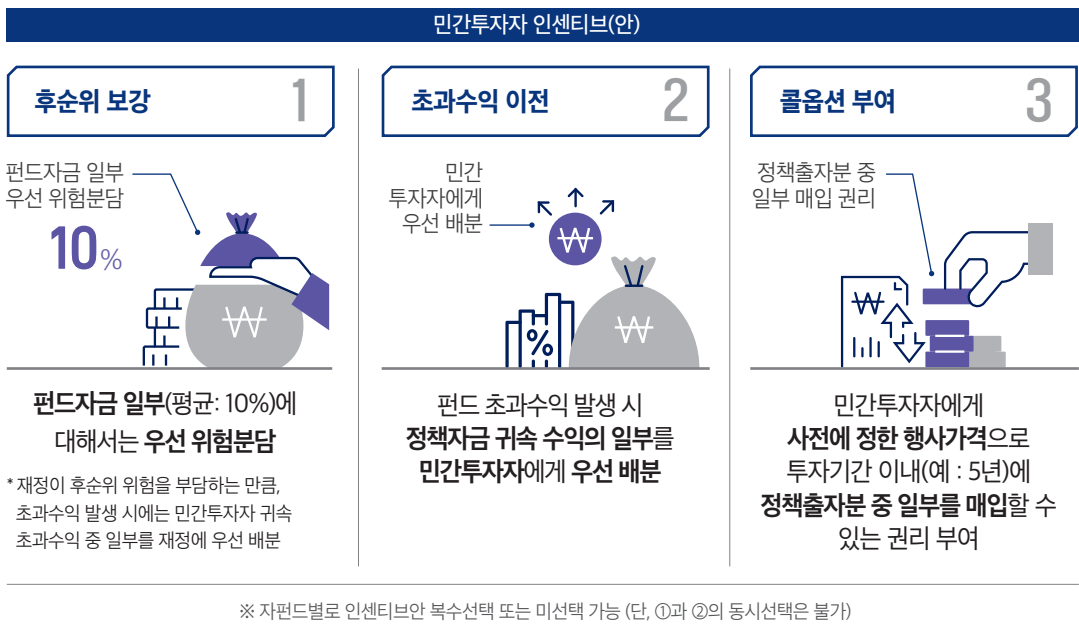 민간투자자 인센티브(안)
후순위 보강 1
펀드자금 일부
우선 위험분담
10%
₩
펀드자금 일부(평균: 10%)에
대해서는 우선 위험분담
* 재정이 후순위 위험을 부담하는 만큼,
초과수익 발생 시에는 민간투자자 귀속
초과수익 중 일부를 재정에 우선 배분
초과수익 이전 2
민간
투자자에게
우선 배분
₩
%
₩
펀드 초과수익 발생 시
정책자금 귀속 수익의 일부를
민간투자자에게 우선 배분
콜옵션 부여 3
정책출자분 중
일부 매입 권리
₩
민간투자자에게
사전에 정한 행사가격으로
투자기간 이내(예 : 5년)에
정책출자분 중 일부를 매입할 수
있는 권리 부여
※ 자펀드별로 인센티브안 복수선택 또는 미선택 가능 (단, ①과 ②의 동시선택은 불가)